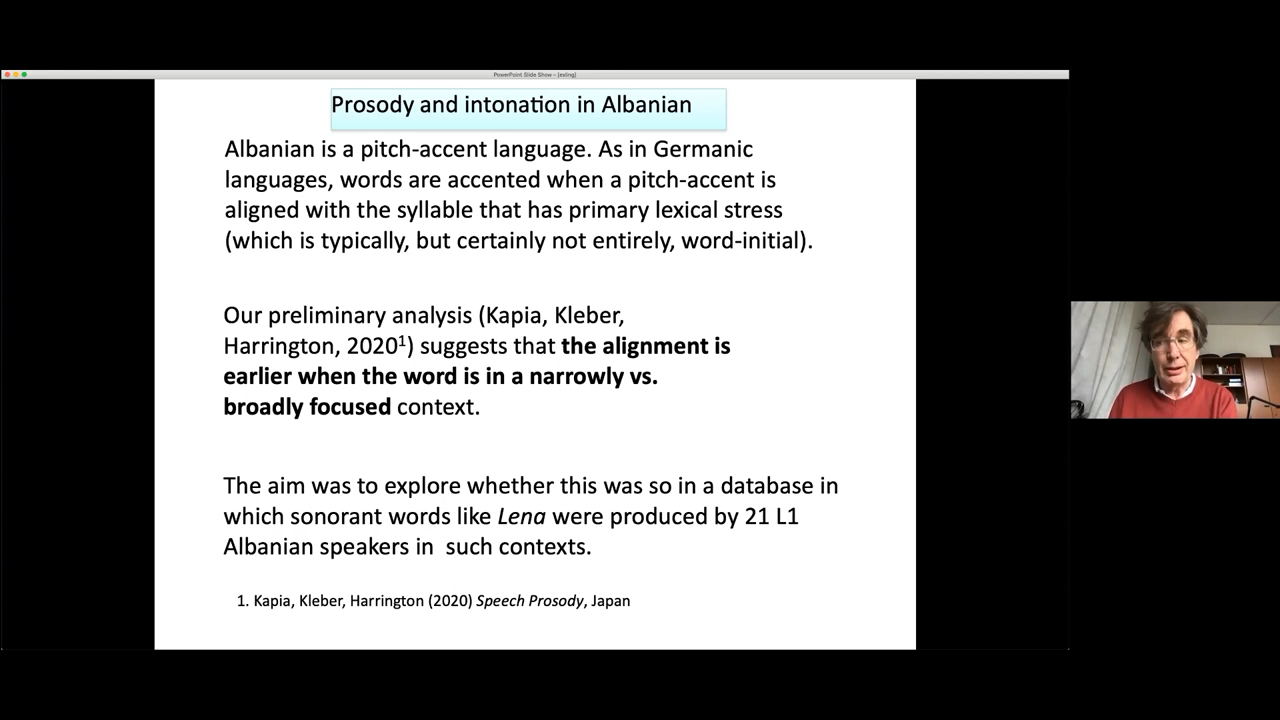 PowerPoint Slide Show - [exling]
Prosody and intonation in Albanian
Albanian is a pitch-accent language. As in Germanic
languages, words are accented when a pitch-accent is
aligned with the syllable that has primary lexical stress
(which is typically, but certainly not entirely, word-initial).
Our preliminary analysis (Kapia, Kleber,
Harrington, 2020¹) suggests that the alignment is
earlier when the word is in a narrowly vs.
broadly focused context.
The aim was to explore whether this was so in a database in
which sonorant words like Lena were produced by 21 L1
Albanian speakers in  such contexts.
1. Kapia, Kleber, Harrington (2020) Speech Prosody, Japan